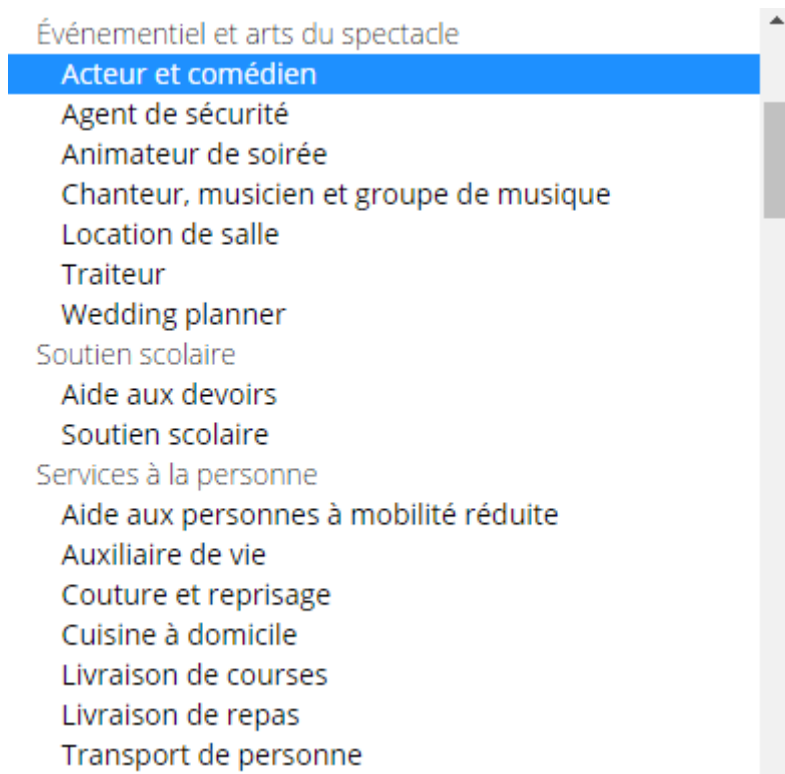 Événementiel et arts du spectacle
Acteur et comédien
Agent de sécurité
Animateur de soirée
Chanteur, musicien et groupe de musique
Location de salle
Traiteur
Wedding planner
Soutien scolaire
Aide aux devoirs
Soutien scolaire
Services à la personne
Aide aux personnes à mobilité réduite
Auxiliaire de vie
Couture et reprisage
Cuisine à domicile
Livraison de courses
Livraison de repas
Transport de personne